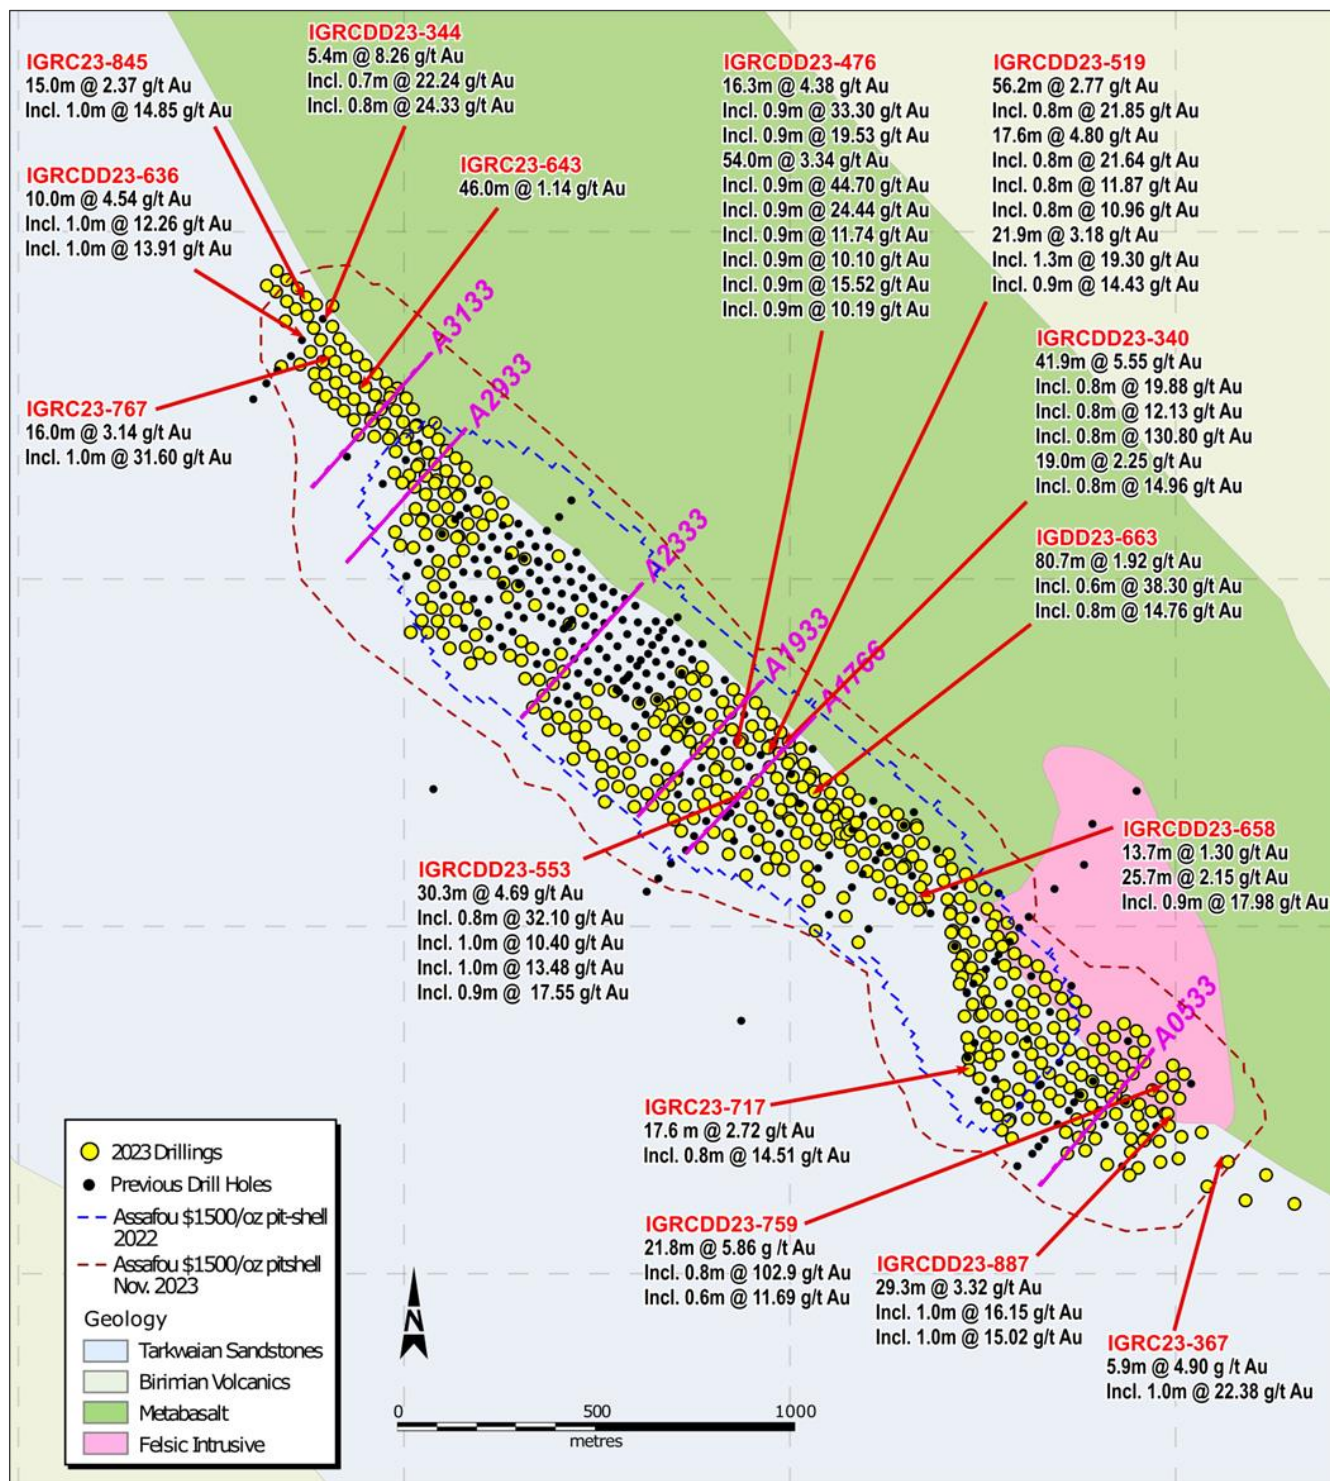 IGRCDD23-344
5.4m @ 8.26 g/t Au
Incl. 0.7m @ 22.24 g/t Au
Incl. 0.8m @ 24.33 g/t Au
IGRC23-845
15.0m @ 2.37 g/t Au
Incl. 1.0m @ 14.85 g/t Au
IGRCDD23-476
16.3m @ 4.38 g/t Au
Incl. 0.9m @ 33.30 g/t Au
Incl. 0.9m @ 19.53 g/t Au
54.0m @ 3.34 g/t Au
Incl. 0.9m @ 44.70 g/t Au
Incl. 0.9m @ 24.44 g/t Au
Incl. 0.9m @ 11.74 g/t Au
Incl. 0.9m @ 10.10 g/t Au
Incl. 0.9m @ 15.52 g/t Au
Incl. 0.9m @ 10.19 g/t Au
IGRCDD23-519
56.2m @ 2.77 g/t Au
Incl. 0.8m @ 21.85 g/t Au
17.6m @ 4.80 g/t Au
Incl. 0.8m @ 21.64 g/t Au
Incl. 0.8m @ 11.87 g/t Au
Incl. 0.8m @ 10.96 g/t Au
21.9m @ 3.18 g/t Au
Incl. 1.3m @ 19.30 g/t Au
Incl. 0.9m @ 14.43 g/t Au
IGRC23-643
46.0m @ 1.14 g/t Au
IGRCDD23-636
10.0m @ 4.54 g/t Au
Incl. 1.0m @ 12.26 g/t Au
Incl. 1.0m @ 13.91 g/t Au
IGRCDD23-340
41.9m @ 5.55 g/t Au
Incl. 0.8m @ 19.88 g/t Au
Incl. 0.8m @ 12.13 g/t Au
Incl. 0.8m @ 130.80 g/t Au
19.0m @ 2.25 g/t Au
Incl. 0.8m @ 14.96 g/t Au
A3133
A2933
IGRC23-767
16.0m @ 3.14 g/t Au
Incl. 1.0m @ 31.60 g/t Au
A2333
IGDD23-663
80.7m @ 1.92 g/t Au
Incl. 0.6m @ 38.30 g/t Au
Incl. 0.8m @ 14.76 g/t Au
A1933
A1766
IGRCDD23-658
13.7m @ 1.30 g/t Au
25.7m @ 2.15 g/t Au
Incl. 0.9m @ 17.98 g/t Au
IGRCDD23-553
30.3m @ 4.69 g/t Au
Incl. 0.8m @ 32.10 g/t Au
Incl. 1.0m @ 10.40 g/t Au
Incl. 1.0m @ 13.48 g/t Au
Incl. 0.9m @ 17.55 g/t Au
A0533
IGRC23-717
17.6 m @ 2.72 g/t Au
Incl. 0.8m @ 14.51 g/t Au
IGRCDD23-759
21.8m @ 5.86 g /t Au
Incl. 0.8m @ 102.9 g/t Au
Incl. 0.6m @ 11.69 g/t Au
IGRCDD23-887
29.3m @ 3.32 g/t Au
Incl. 1.0m @ 16.15 g/t Au
Incl. 1.0m @ 15.02 g/t Au
IGRC23-367
5.9m @ 4.90 g /t Au
Incl. 1.0m @ 22.38 g/t Au
2023 Drillings
Previous Drill Holes
Assafou $1500/oz pit-shell
2022
Assafou $1500/oz pitshell
Nov. 2023
Geology
Tarkwaian Sandstones
Birimian Volcanics
Metabasalt
Felsic Intrusive
N
0 500 1000
metres